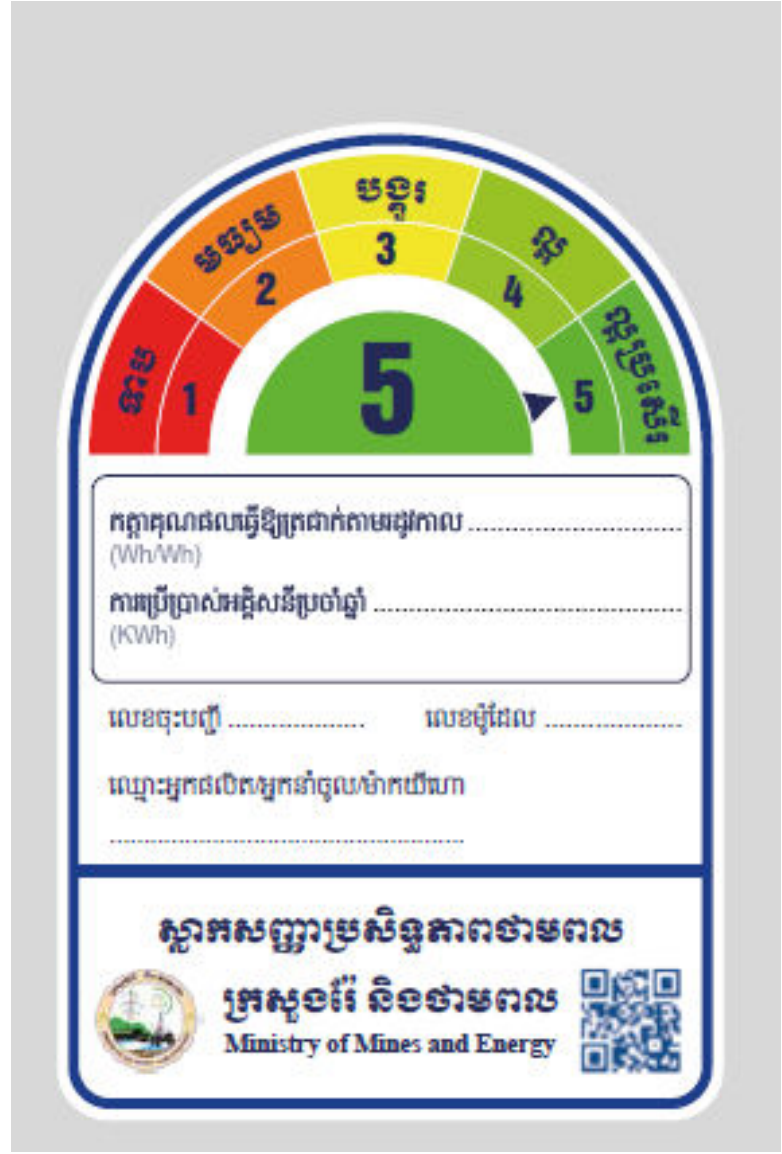 ទាប
មធ្យម
បង្គួរ
ល្អ
ល្អប្រសើរ
1
2
3
4
5
5
កត្តាគុណផលធ្វើឱ្យត្រជាក់តាមរដូវកាល ................................
(Wh/Wh)
ការប្រើប្រាស់អគ្គិសនីប្រចាំឆ្នាំ ................................
(KWh)
លេខចុះបញ្ជី .................... លេខម៉ូដែល ....................
ឈ្មោះអ្នកផលិត/អ្នកនាំចូល/ម៉ាកយីហោ
................................................
ស្លាកសញ្ញាប្រសិទ្ធភាពថាមពល
ក្រសួងរ៉ែ និងថាមពល
Ministry of Mines and Energy